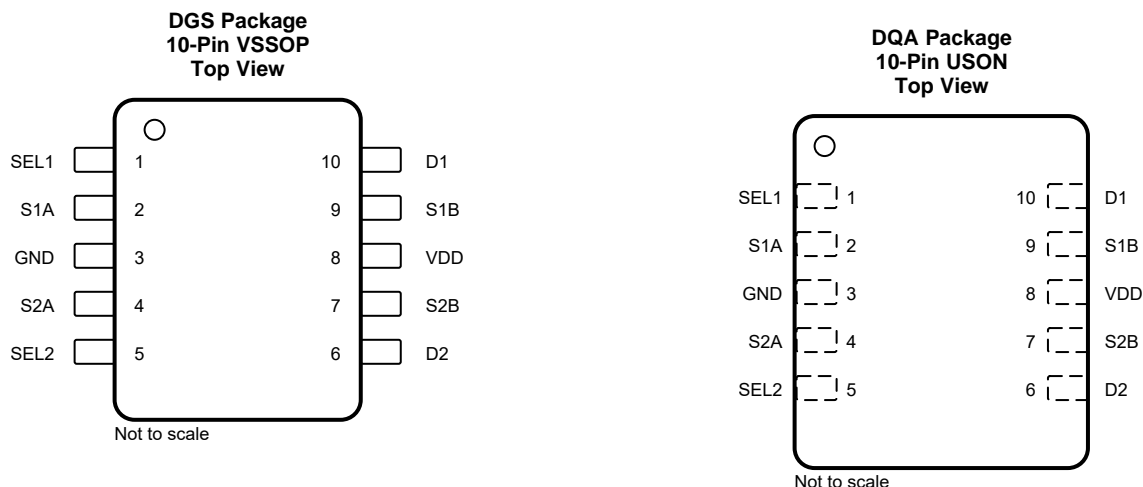 DGS Package
10-Pin VSSOP
Top View
SEL1 1 10 D1
S1A 2 9 S1B
GND 3 8 VDD
S2A 4 7 S2B
SEL2 5 6 D2
Not to scale
DQA Package
10-Pin USON
Top View
SEL1 1 10 D1
S1A 2 9 S1B
GND 3 8 VDD
S2A 4 7 S2B
SEL2 5 6 D2
Not to scale